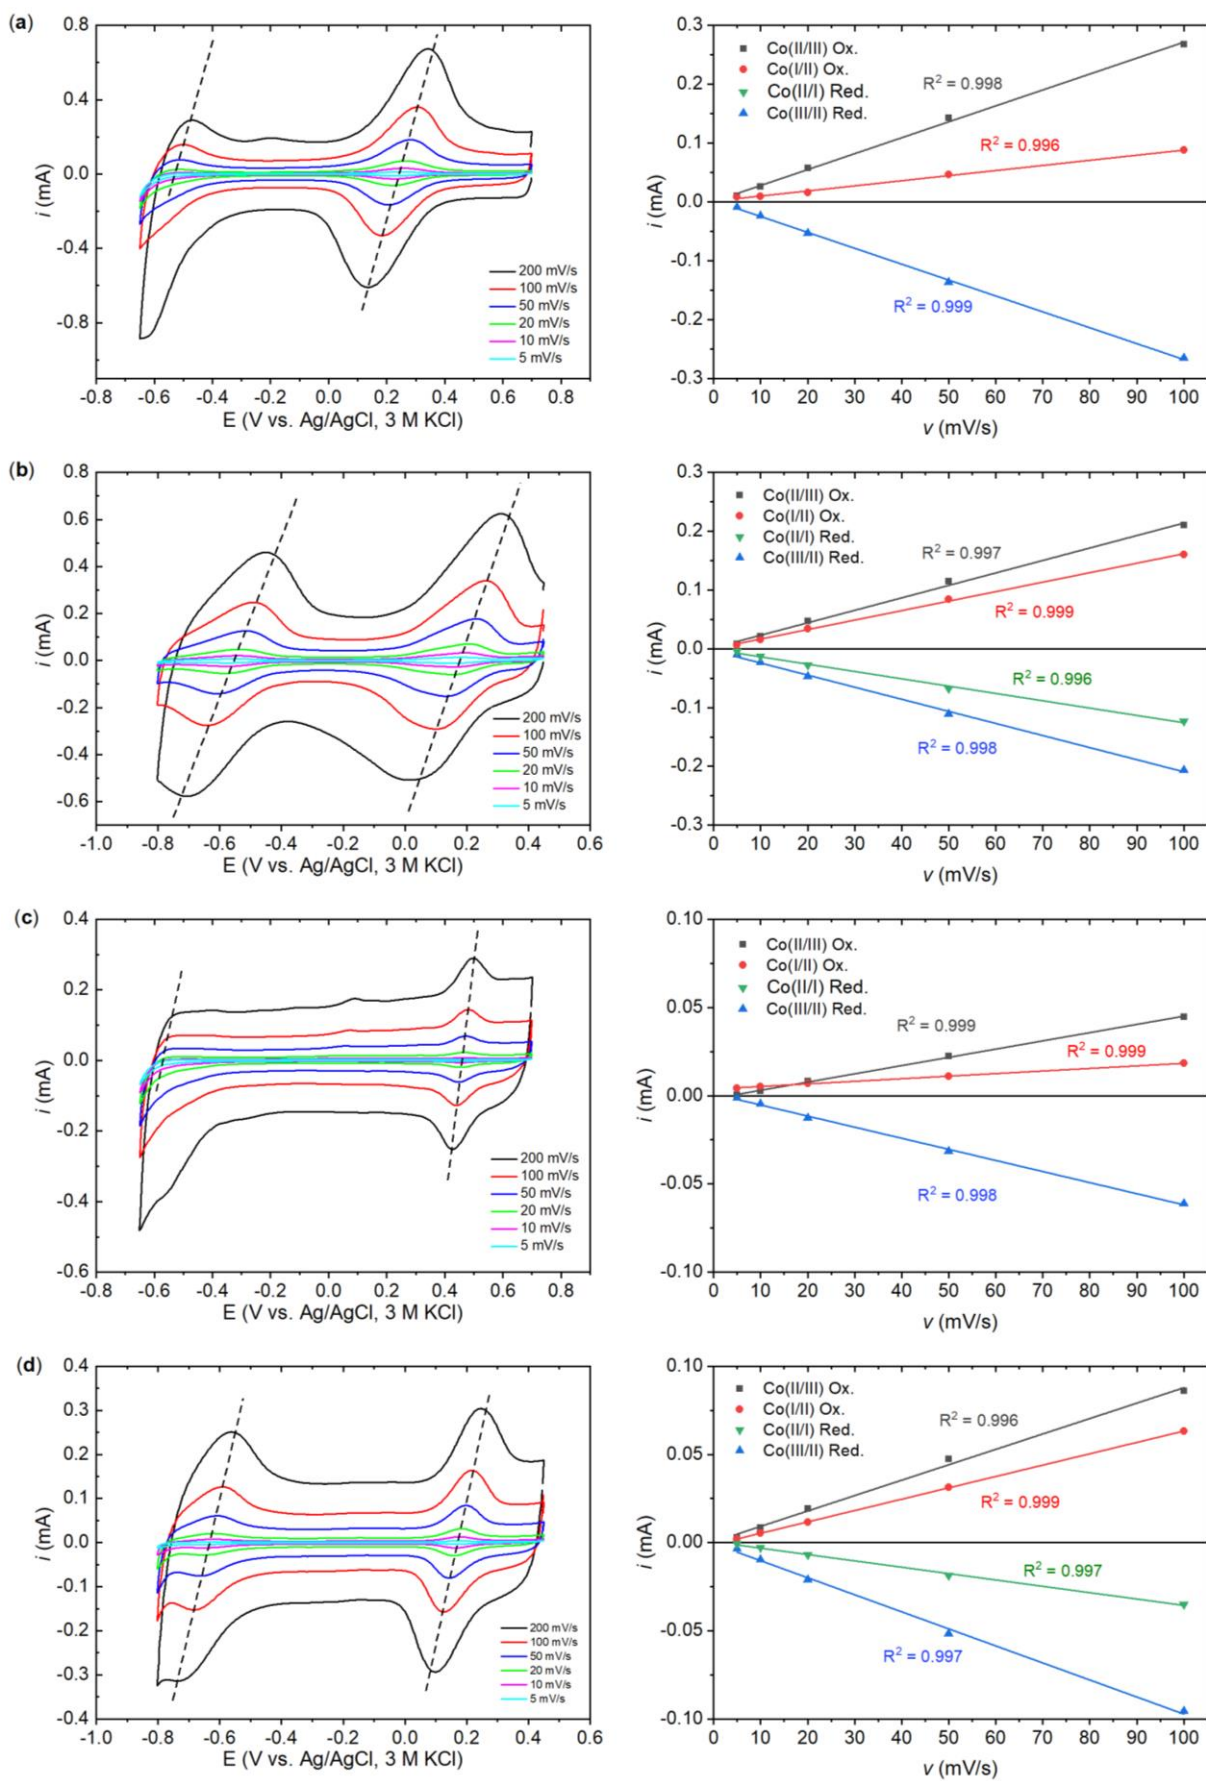 (a)
0.8
0.4
0.0
-0.4
-0.8
i (mA)
200 mV/s
100 mV/s
50 mV/s
20 mV/s
10 mV/s
5 mV/s
-0.8 -0.6 -0.4 -0.2 0.0 0.2 0.4 0.6 0.8
E (V vs. Ag/AgCl, 3 M KCl)
0.3
0.2
0.1
0.0
-0.1
-0.2
-0.3
i (mA)
Co(II/III) Ox.
Co(I/II) Ox.
Co(II/I) Red.
Co(III/II) Red.
R² = 0.998
R² = 0.996
R² = 0.999
0 10 20 30 40 50 60 70 80 90 100
v (mV/s)
(b)
0.8
0.6
0.4
0.2
0.0
-0.2
-0.4
-0.6
i (mA)
200 mV/s
100 mV/s
50 mV/s
20 mV/s
10 mV/s
5 mV/s
-1.0 -0.8 -0.6 -0.4 -0.2 0.0 0.2 0.4 0.6
E (V vs. Ag/AgCl, 3 M KCl)
0.3
0.2
0.1
0.0
-0.1
-0.2
-0.3
i (mA)
Co(II/III) Ox.
Co(I/II) Ox.
Co(II/I) Red.
Co(III/II) Red.
R² = 0.997
R² = 0.999
R² = 0.996
R² = 0.998
0 10 20 30 40 50 60 70 80 90 100
v (mV/s)
(c)
0.4
0.2
0.0
-0.2
-0.4
-0.6
i (mA)
200 mV/s
100 mV/s
50 mV/s
20 mV/s
10 mV/s
5 mV/s
-0.8 -0.6 -0.4 -0.2 0.0 0.2 0.4 0.6 0.8
E (V vs. Ag/AgCl, 3 M KCl)
0.10
0.05
0.00
-0.05
-0.10
i (mA)
Co(II/III) Ox.
Co(I/II) Ox.
Co(II/I) Red.
Co(III/II) Red.
R² = 0.999
R² = 0.999
R² = 0.998
0 10 20 30 40 50 60 70 80 90 100
v (mV/s)
(d)
0.4
0.3
0.2
0.1
0.0
-0.1
-0.2
-0.3
-0.4
i (mA)
200 mV/s
100 mV/s
50 mV/s
20 mV/s
10 mV/s
5 mV/s
-1.0 -0.8 -0.6 -0.4 -0.2 0.0 0.2 0.4 0.6
E (V vs. Ag/AgCl, 3 M KCl)
0.10
0.05
0.00
-0.05
-0.10
i (mA)
Co(II/III) Ox.
Co(I/II) Ox.
Co(II/I) Red.
Co(III/II) Red.
R² = 0.996
R² = 0.999
R² = 0.997
R² = 0.997
0 10 20 30 40 50 60 70 80 90 100
v (mV/s)